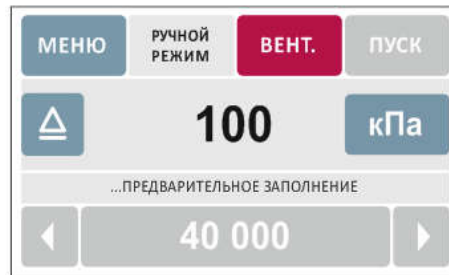 МЕНЮ РУЧНОЙ РЕЖИМ ВЕНТ. ПУСК
100 кПа
...ПРЕДВАРИТЕЛЬНОЕ ЗАПОЛНЕНИЕ
40 000